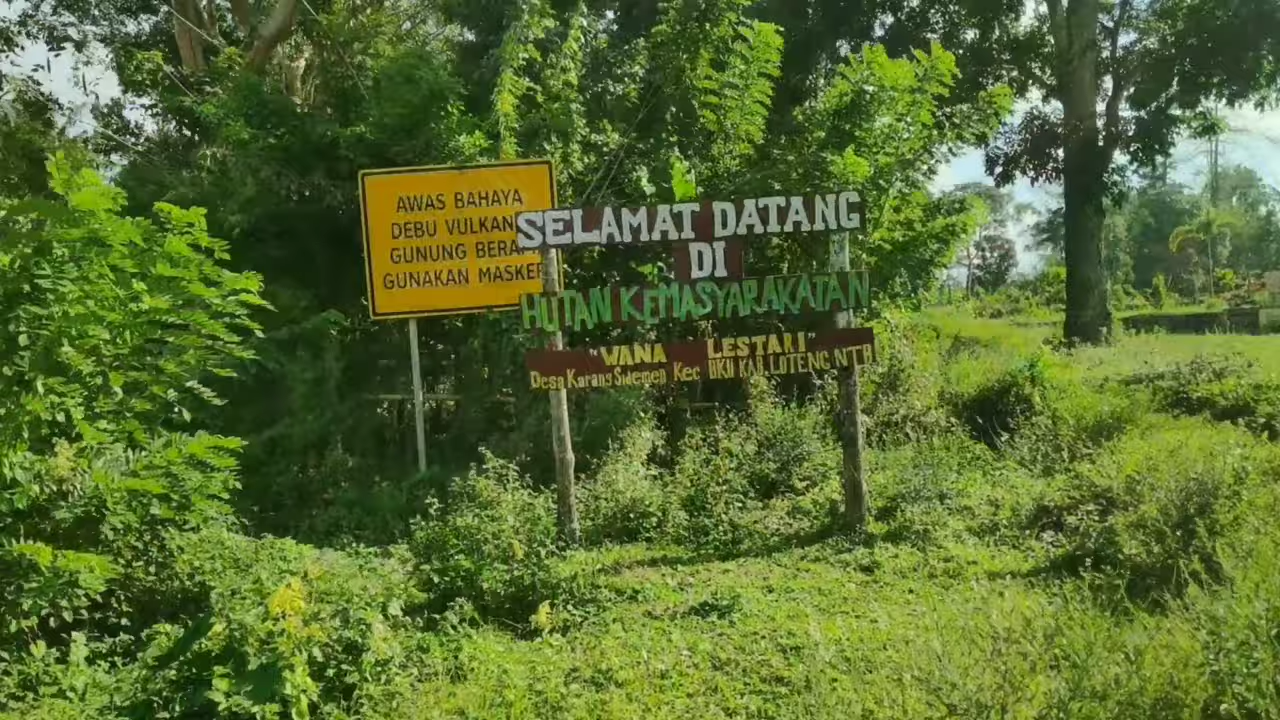 AWAS BAHAYA
DEBU VULKAN
GUNUNG BERA
GUNAKAN MASKER
SELAMAT DATANG
DI
HUTAN KEMASYARAKATAN
"WANA LESTARI"
Desa Karang Sidemen Kec BKU KAB.LOTENG NTB